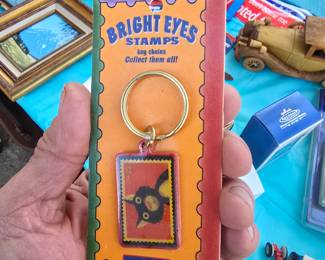 BRIGHT EYES
STAMPS
key chains
Collect them all!